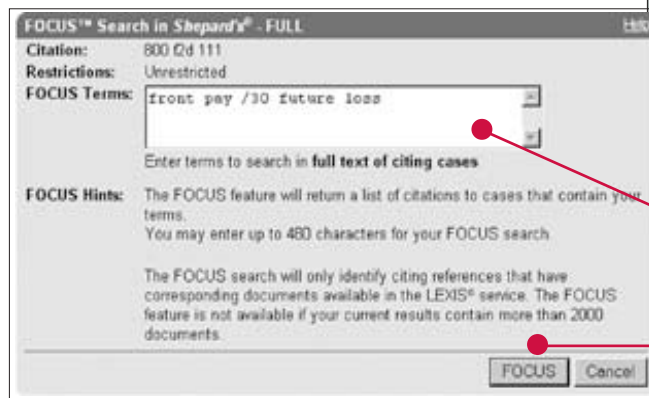 FOCUS™ Search in Shepard's® - FULL Help
Citation: 800 f2d 111
Restrictions: Unrestricted
FOCUS Terms: front pay /30 future loss
Enter terms to search in full text of citing cases
FOCUS Hints: The FOCUS feature will return a list of citations to cases that contain your
terms.
You may enter up to 480 characters for your FOCUS search.
The FOCUS search will only identify citing references that have
corresponding documents available in the LEXIS® service. The FOCUS
feature is not available if your current results contain more than 2000
documents.
FOCUS Cancel